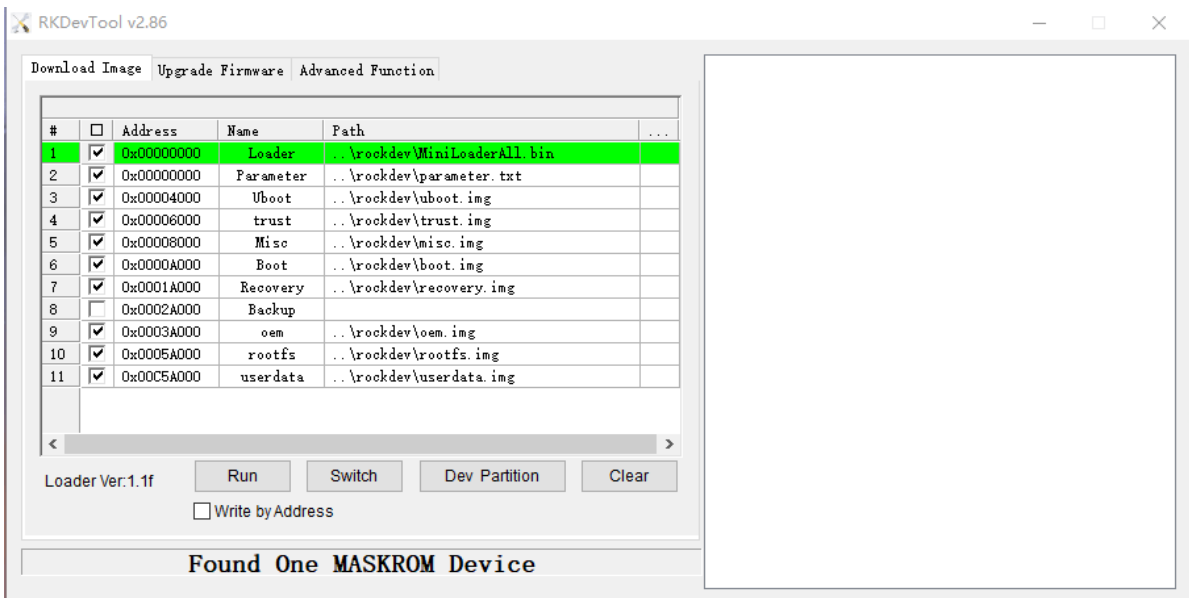 RKDevTool v2.86
Download Image Upgrade Firmware Advanced Function
# Address Name Path ...
1 0x00000000 Loader ..\rockdev\MiniLoaderAll.bin
2 0x00000000 Parameter ..\rockdev\parameter.txt
3 0x00004000 Uboot ..\rockdev\uboot.img
4 0x00006000 trust ..\rockdev\trust.img
5 0x00008000 Misc ..\rockdev\misc.img
6 0x0000A000 Boot ..\rockdev\boot.img
7 0x0001A000 Recovery ..\rockdev\recovery.img
8 0x0002A000 Backup
9 0x0003A000 oem ..\rockdev\oem.img
10 0x0005A000 rootfs ..\rockdev\rootfs.img
11 0x00C5A000 userdata ..\rockdev\userdata.img
Loader Ver:1.1f Run Switch Dev Partition Clear
Write by Address
Found One MASKROM Device